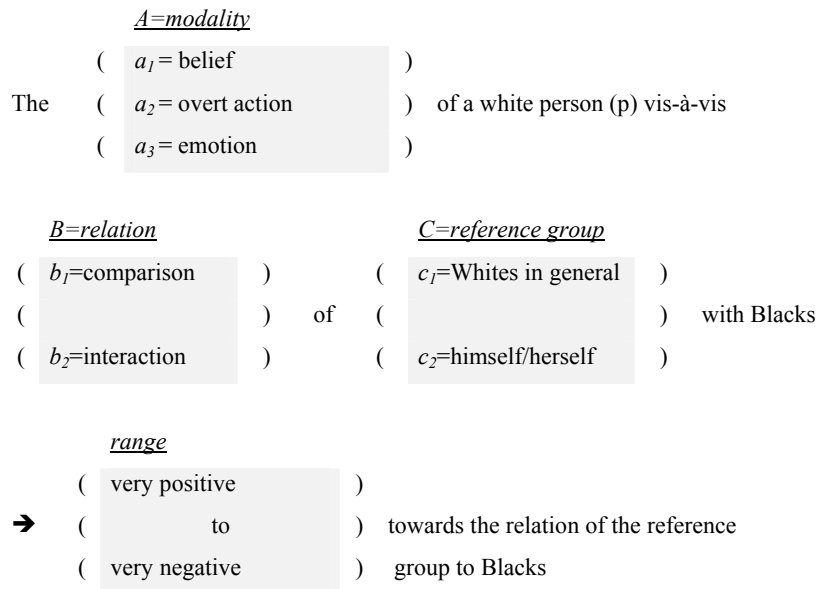 A=modality
( a1 = belief )
The ( a2 = overt action ) of a white person (p) vis-à-vis
( a3 = emotion )
B=relation C=reference group
( b1=comparison ) ( c1=Whites in general )
( ) of ( ) with Blacks
( b2=interaction ) ( c2=himself/herself )
range
( very positive )
➔ ( to ) towards the relation of the reference
( very negative ) group to Blacks